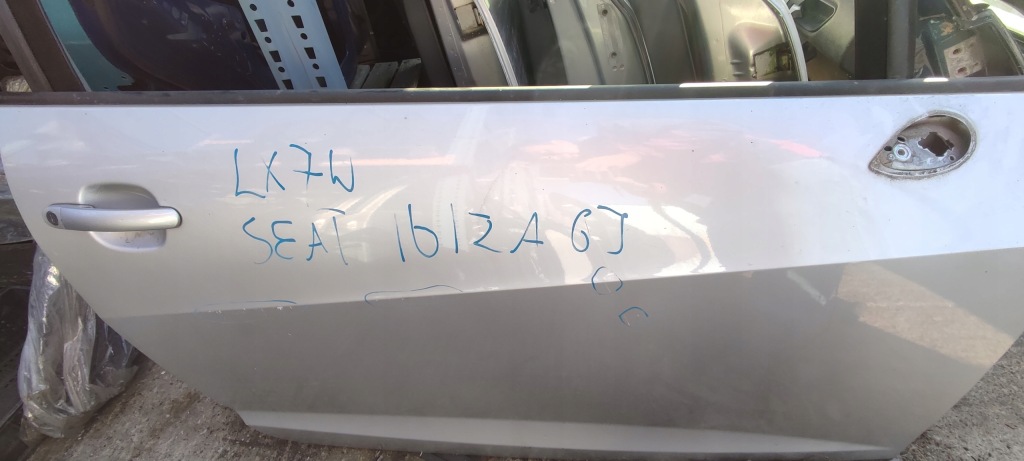 LX7W
SEAT IBIZA 6J